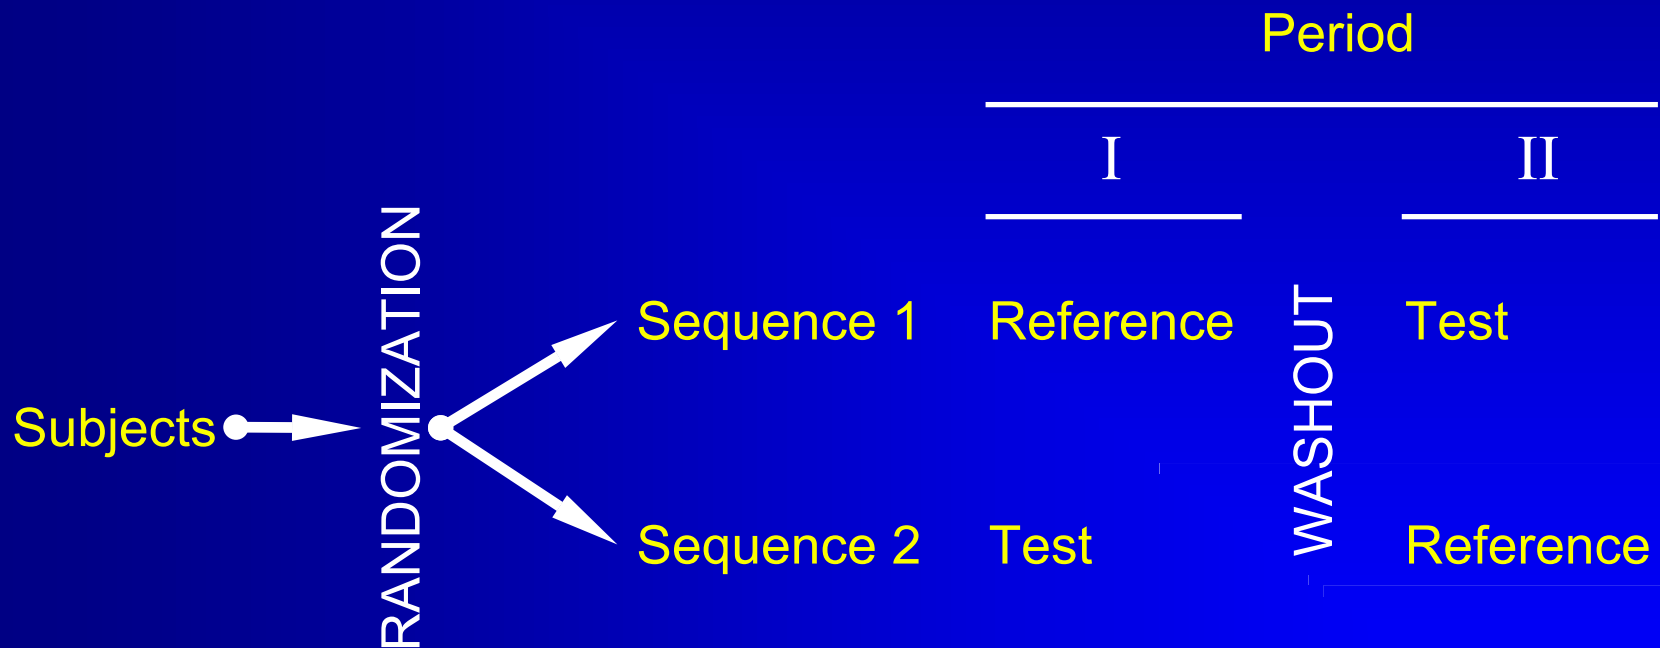 Period
I II
RANDOMIZATION
Subjects
Sequence 1 Reference Test
WASHOUT
Sequence 2 Test Reference